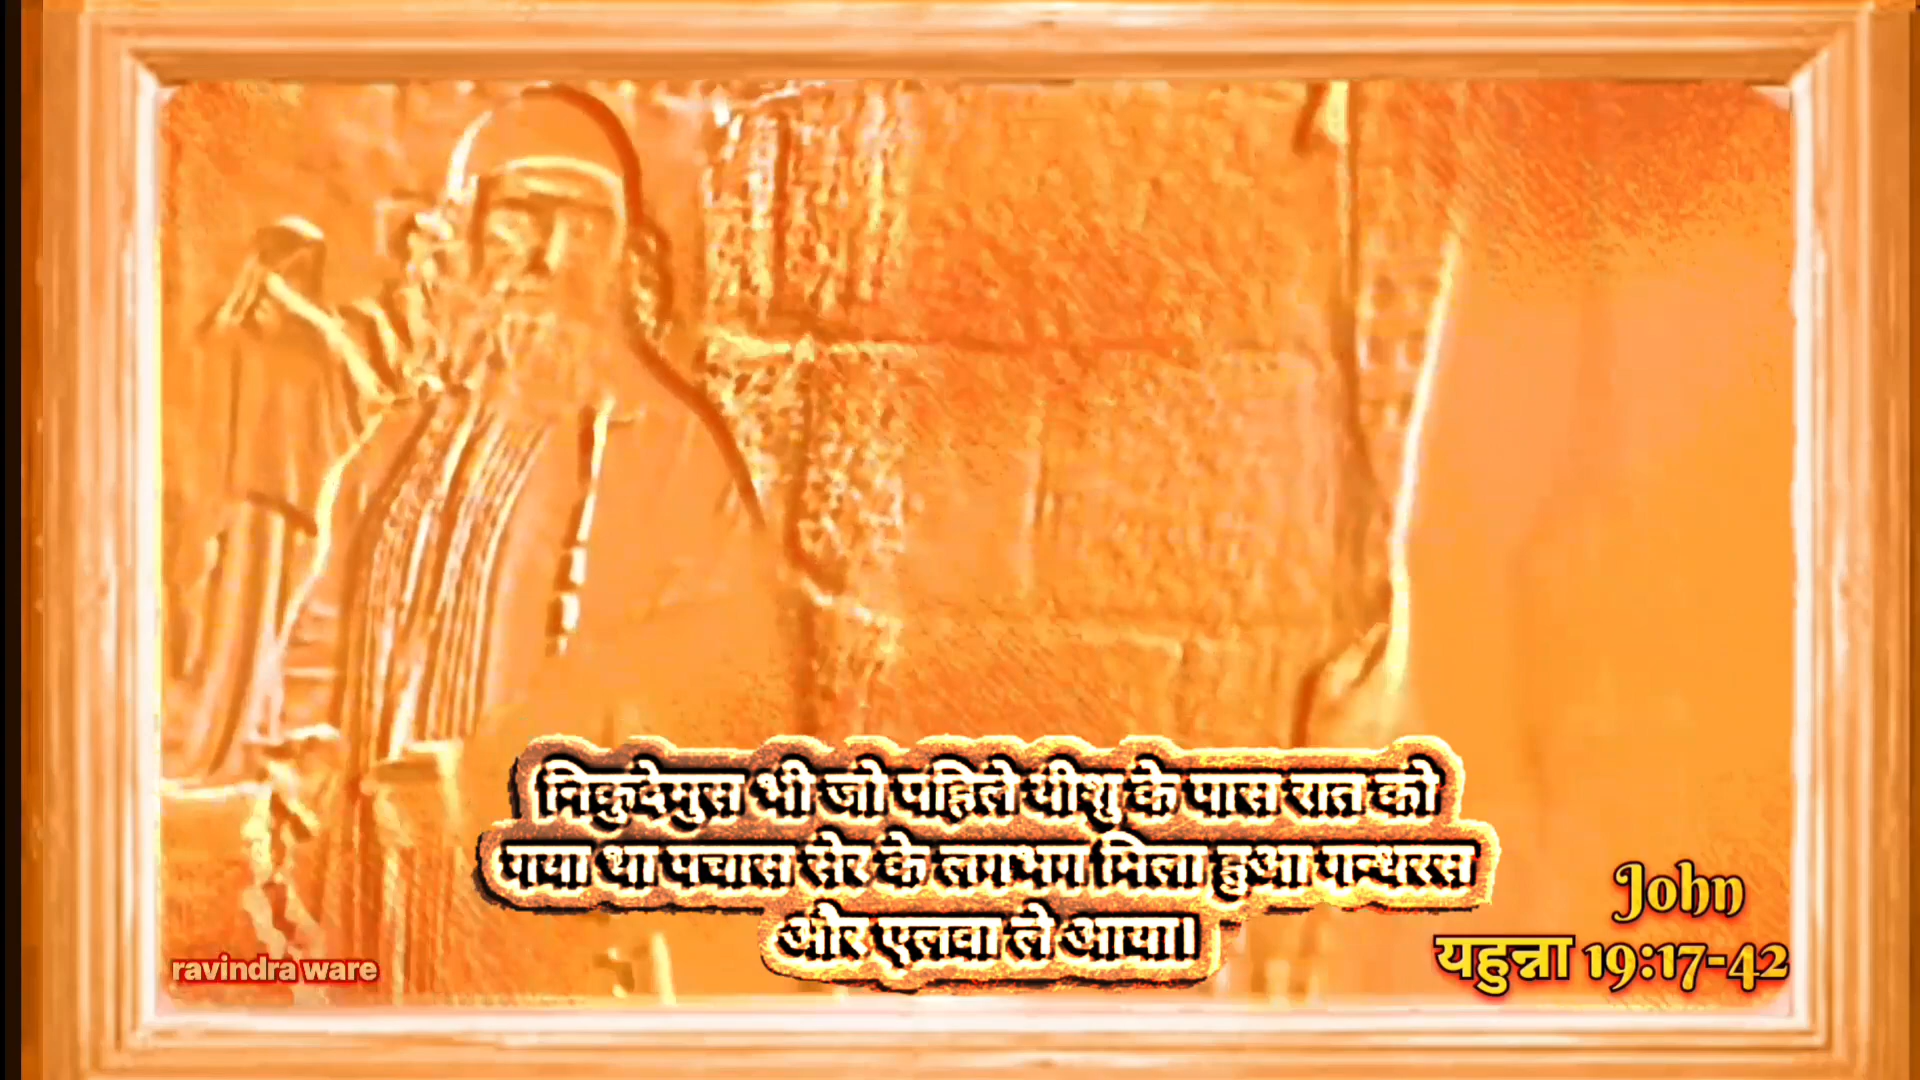 निकुदेमुस भी जो पहिले यीशु के पास रात को
गया था पचास सेर के लगभग मिला हुआ गन्धरस
और एलवा ले आया।
John
यहुन्ना 19:17-42
ravindra ware